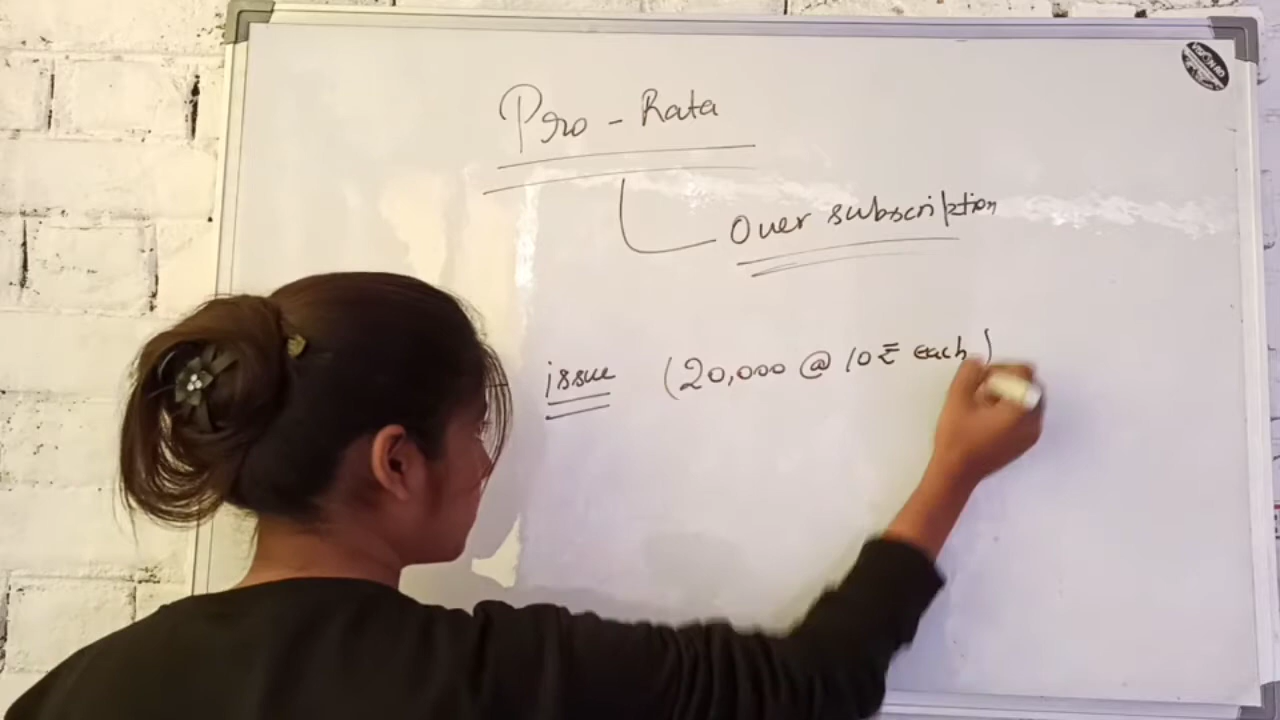 Pro - Rata
Over subscription
issue (20,000 @ 10₹ each)